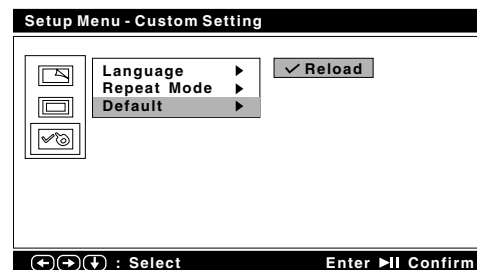 Setup Menu - Custom Setting
Language ▶ ✓ Reload
Repeat Mode ▶
Default ▶
: Select Enter ▶II Confirm